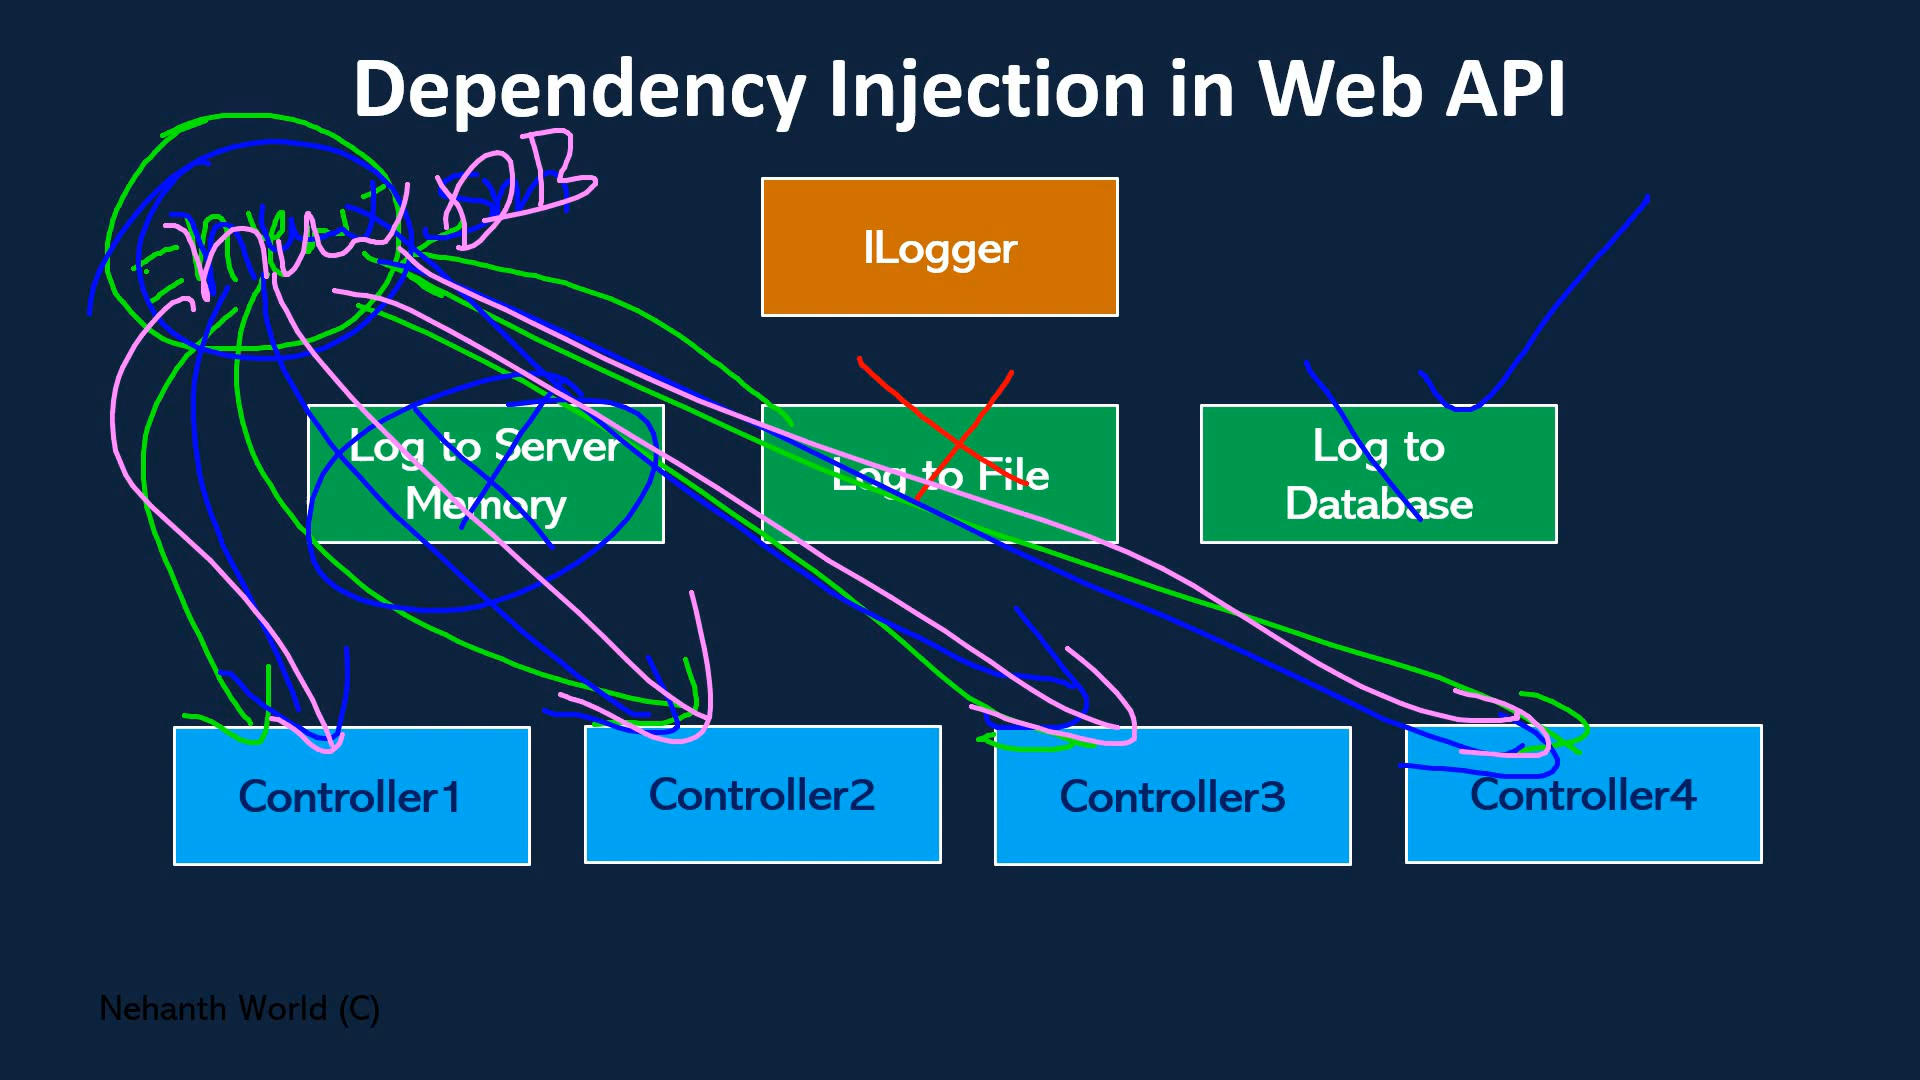 Dependency Injection in Web API
DB
ILogger
Log to Server
Memory
Log to File
Log to
Database
Controller1
Controller2
Controller3
Controller4
Nehanth World (C)